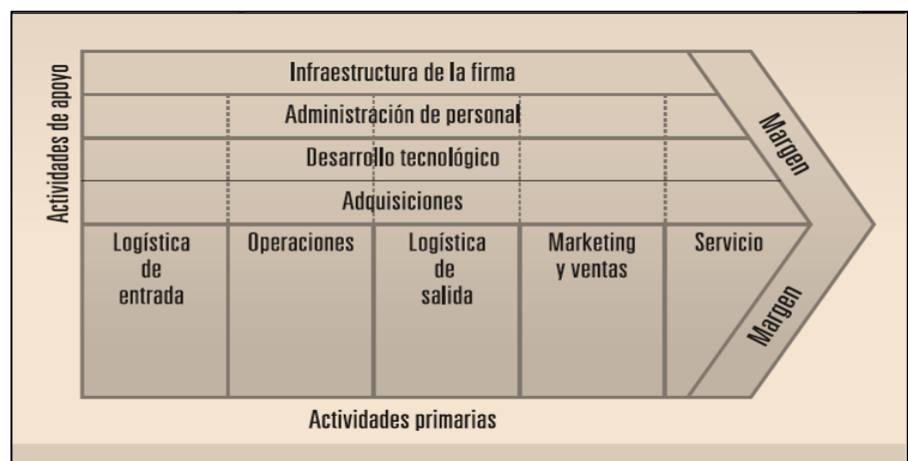 Actividades de apoyo
Infraestructura de la firma
Administración de personal
Desarrollo tecnológico
Adquisiciones
Logística
de
entrada
Operaciones
Logística
de
salida
Marketing
y ventas
Servicio
Margen
Margen
Actividades primarias